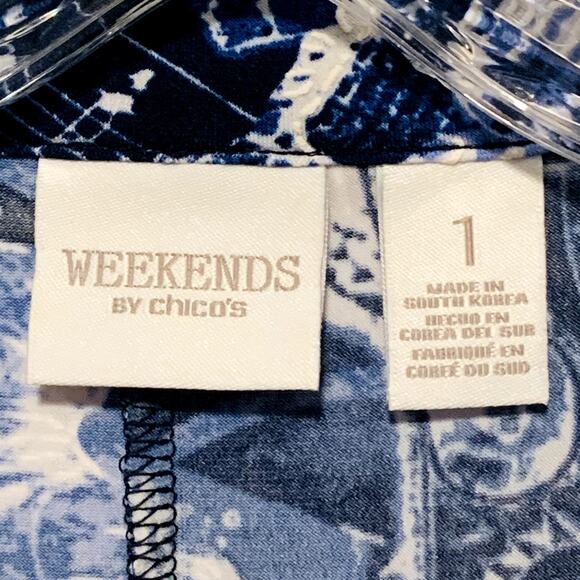 WEEKENDS
BY chico's
1
MADE IN
SOUTH KOREA
HECHO EN
COREA DEL SUR
FABRIQUÉ EN
CORÉE DU SUD